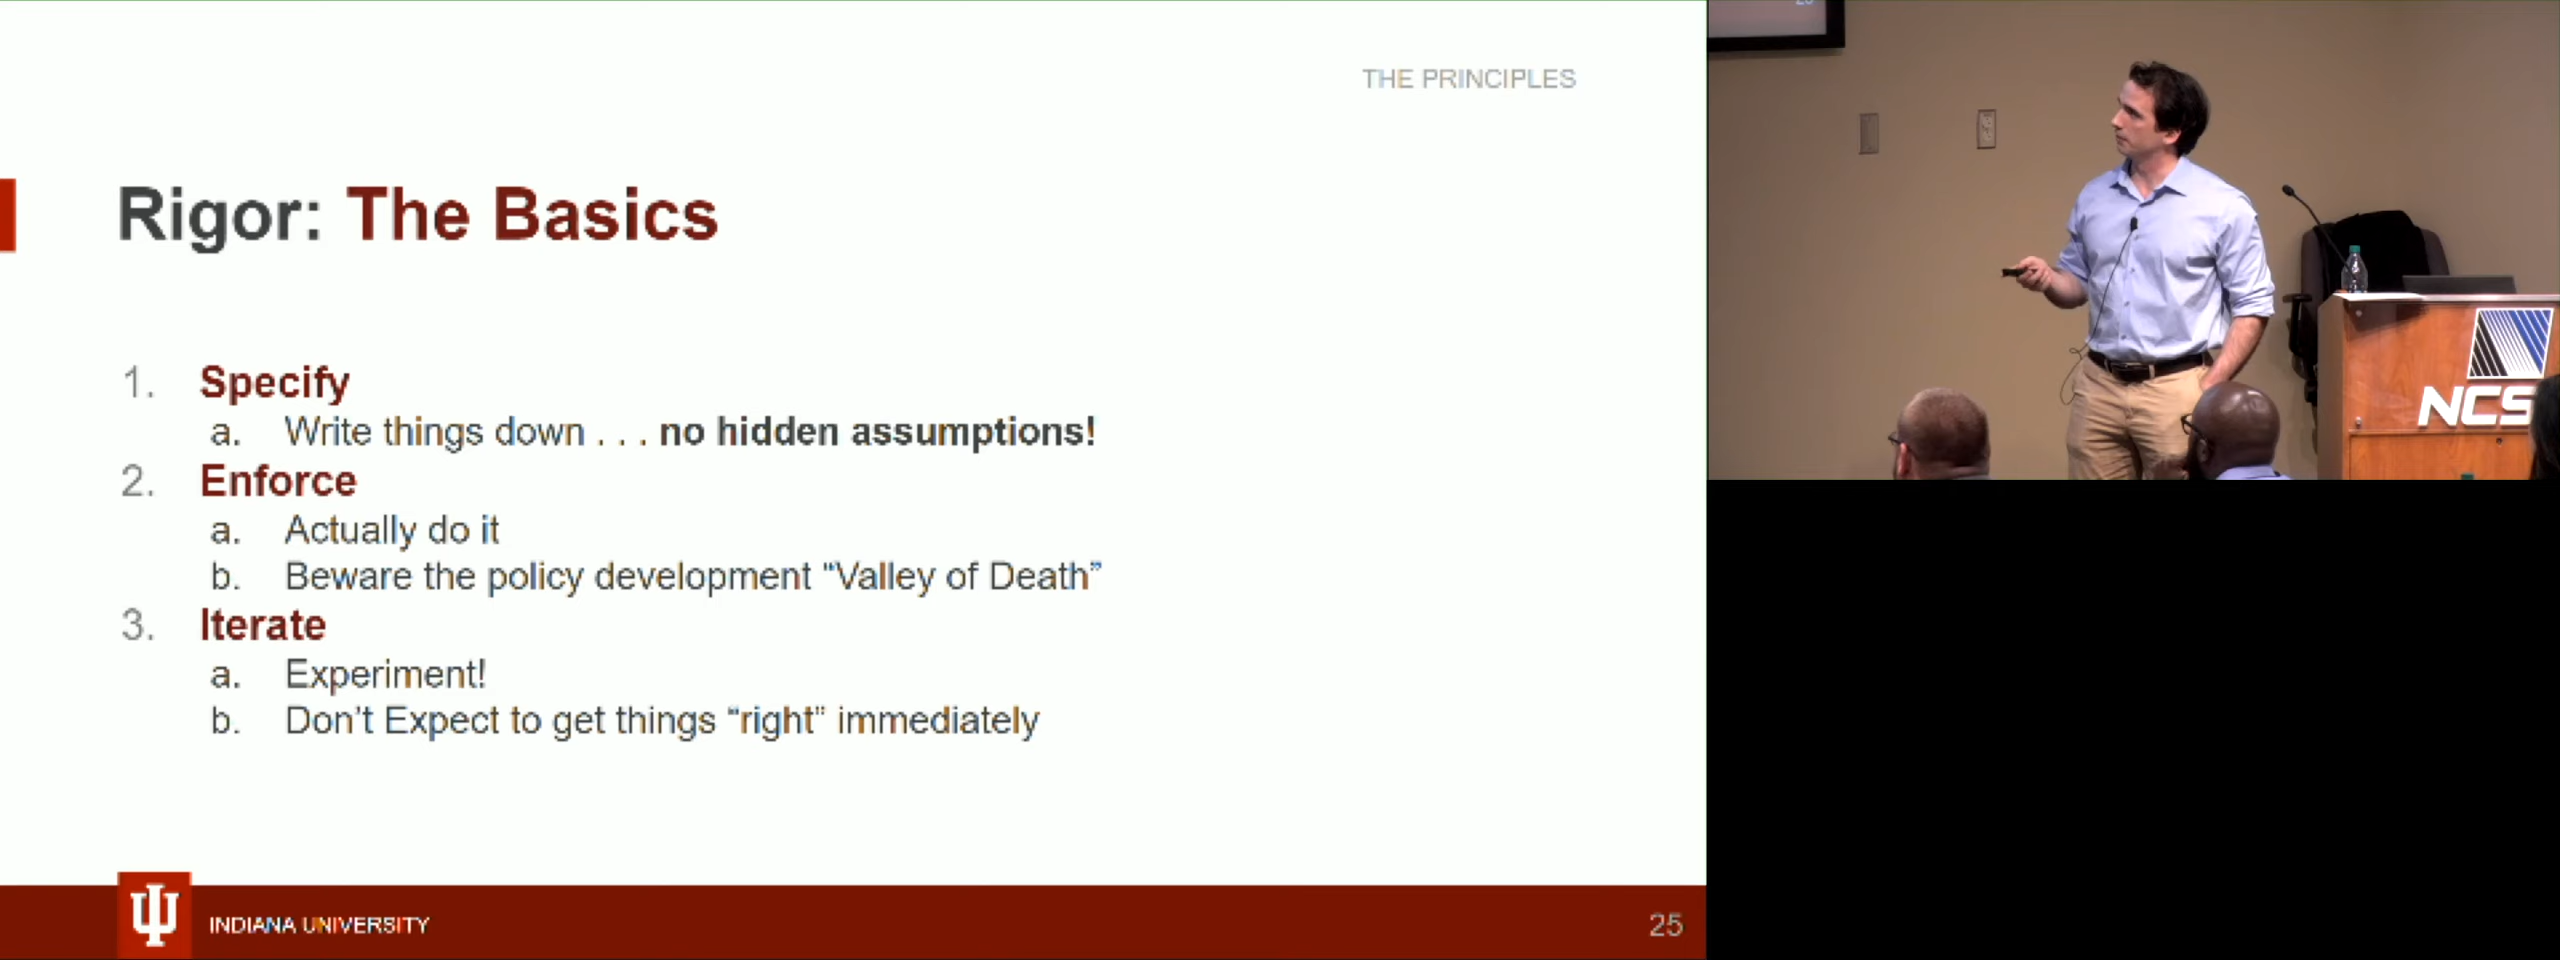 THE PRINCIPLES
Rigor: The Basics
1. Specify
a. Write things down . . . no hidden assumptions!
2. Enforce
a. Actually do it
b. Beware the policy development “Valley of Death”
3. Iterate
a. Experiment!
b. Don’t Expect to get things “right” immediately
INDIANA UNIVERSITY
25
NCS